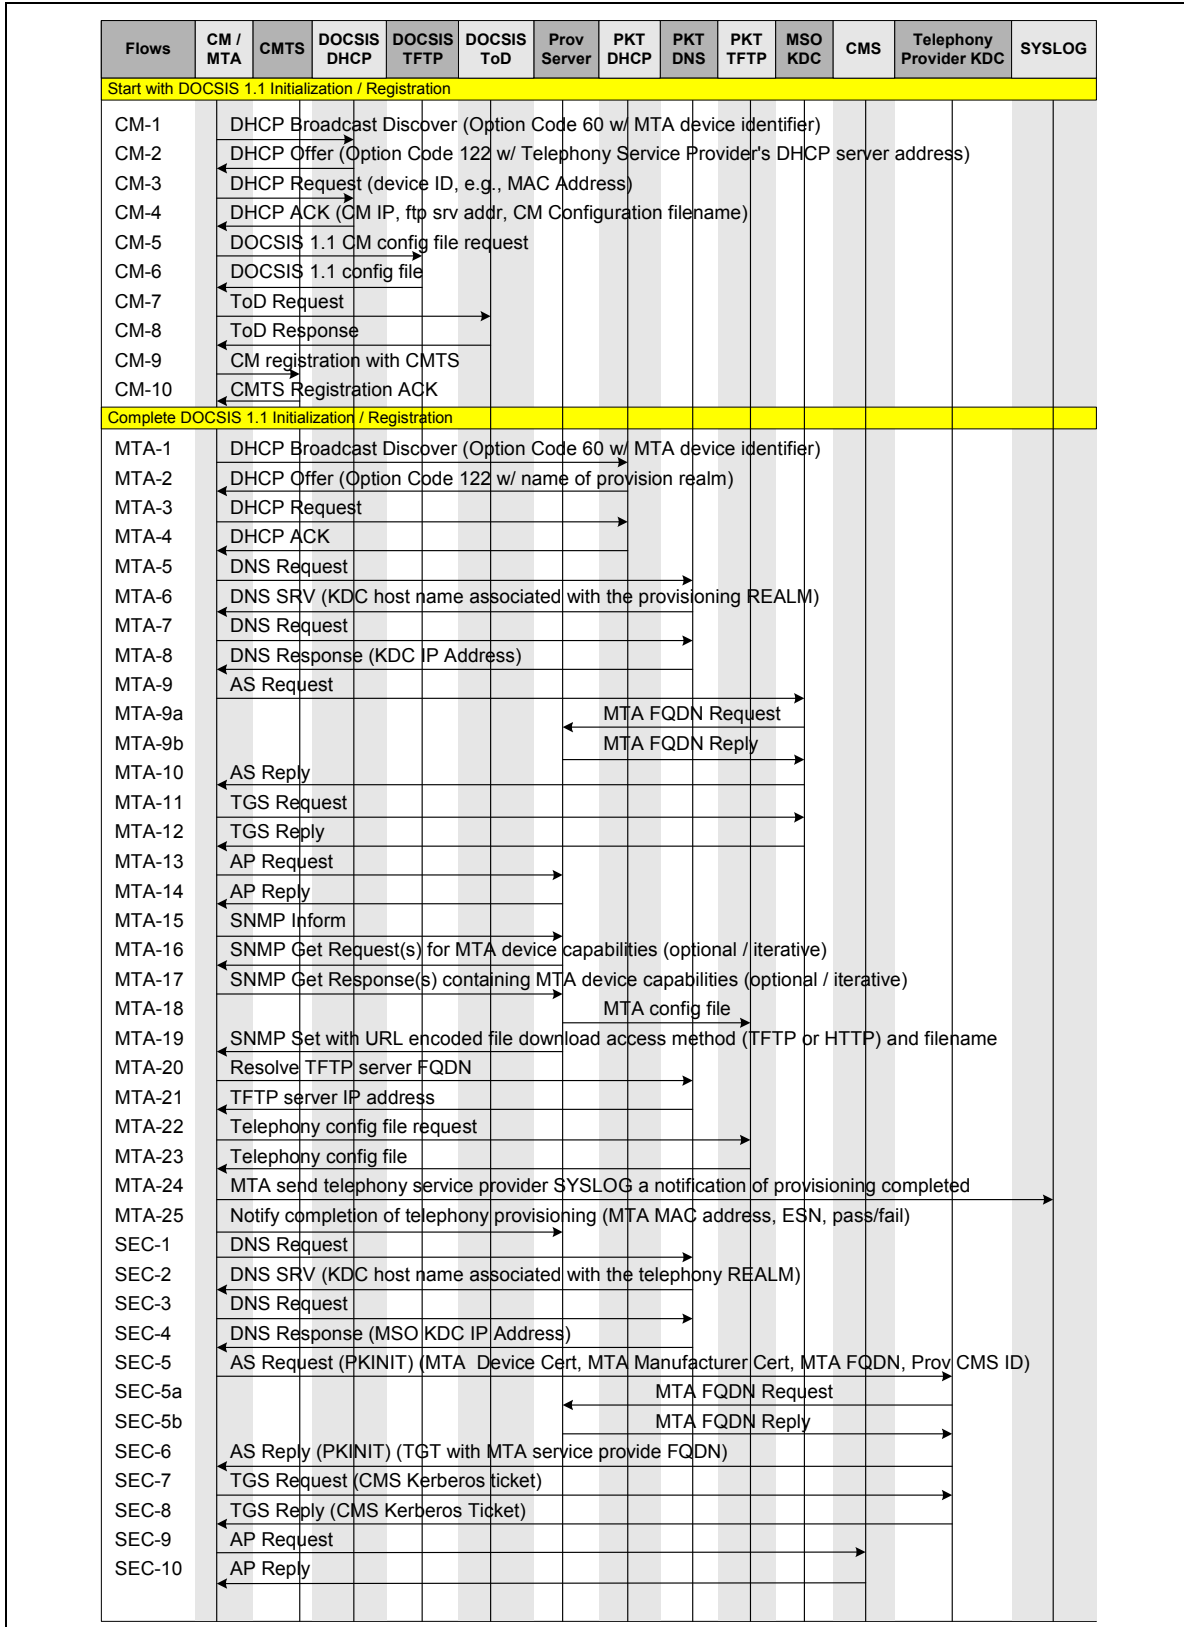 Flows CM / MTA CMTS DOCSIS DHCP DOCSIS TFTP DOCSIS ToD Prov Server PKT DHCP PKT DNS PKT TFTP MSO KDC CMS Telephony Provider KDC SYSLOG
Start with DOCSIS 1.1 Initialization / Registration
CM-1 DHCP Broadcast Discover (Option Code 60 w/ MTA device identifier)
CM-2 DHCP Offer (Option Code 122 w/ Telephony Service Provider's DHCP server address)
CM-3 DHCP Request (device ID, e.g., MAC Address)
CM-4 DHCP ACK (CM IP, ftp srv addr, CM Configuration filename)
CM-5 DOCSIS 1.1 CM config file request
CM-6 DOCSIS 1.1 config file
CM-7 ToD Request
CM-8 ToD Response
CM-9 CM registration with CMTS
CM-10 CMTS Registration ACK
Complete DOCSIS 1.1 Initialization / Registration
MTA-1 DHCP Broadcast Discover (Option Code 60 w/ MTA device identifier)
MTA-2 DHCP Offer (Option Code 122 w/ name of provision realm)
MTA-3 DHCP Request
MTA-4 DHCP ACK
MTA-5 DNS Request
MTA-6 DNS SRV (KDC host name associated with the provisioning REALM)
MTA-7 DNS Request
MTA-8 DNS Response (KDC IP Address)
MTA-9 AS Request
MTA-9a MTA FQDN Request
MTA-9b MTA FQDN Reply
MTA-10 AS Reply
MTA-11 TGS Request
MTA-12 TGS Reply
MTA-13 AP Request
MTA-14 AP Reply
MTA-15 SNMP Inform
MTA-16 SNMP Get Request(s) for MTA device capabilities (optional / iterative)
MTA-17 SNMP Get Response(s) containing MTA device capabilities (optional / iterative)
MTA-18 MTA config file
MTA-19 SNMP Set with URL encoded file download access method (TFTP or HTTP) and filename
MTA-20 Resolve TFTP server FQDN
MTA-21 TFTP server IP address
MTA-22 Telephony config file request
MTA-23 Telephony config file
MTA-24 MTA send telephony service provider SYSLOG a notification of provisioning completed
MTA-25 Notify completion of telephony provisioning (MTA MAC address, ESN, pass/fail)
SEC-1 DNS Request
SEC-2 DNS SRV (KDC host name associated with the telephony REALM)
SEC-3 DNS Request
SEC-4 DNS Response (MSO KDC IP Address)
SEC-5 AS Request (PKINIT) (MTA Device Cert, MTA Manufacturer Cert, MTA FQDN, Prov CMS ID)
SEC-5a MTA FQDN Request
SEC-5b MTA FQDN Reply
SEC-6 AS Reply (PKINIT) (TGT with MTA service provide FQDN)
SEC-7 TGS Request (CMS Kerberos ticket)
SEC-8 TGS Reply (CMS Kerberos Ticket)
SEC-9 AP Request
SEC-10 AP Reply